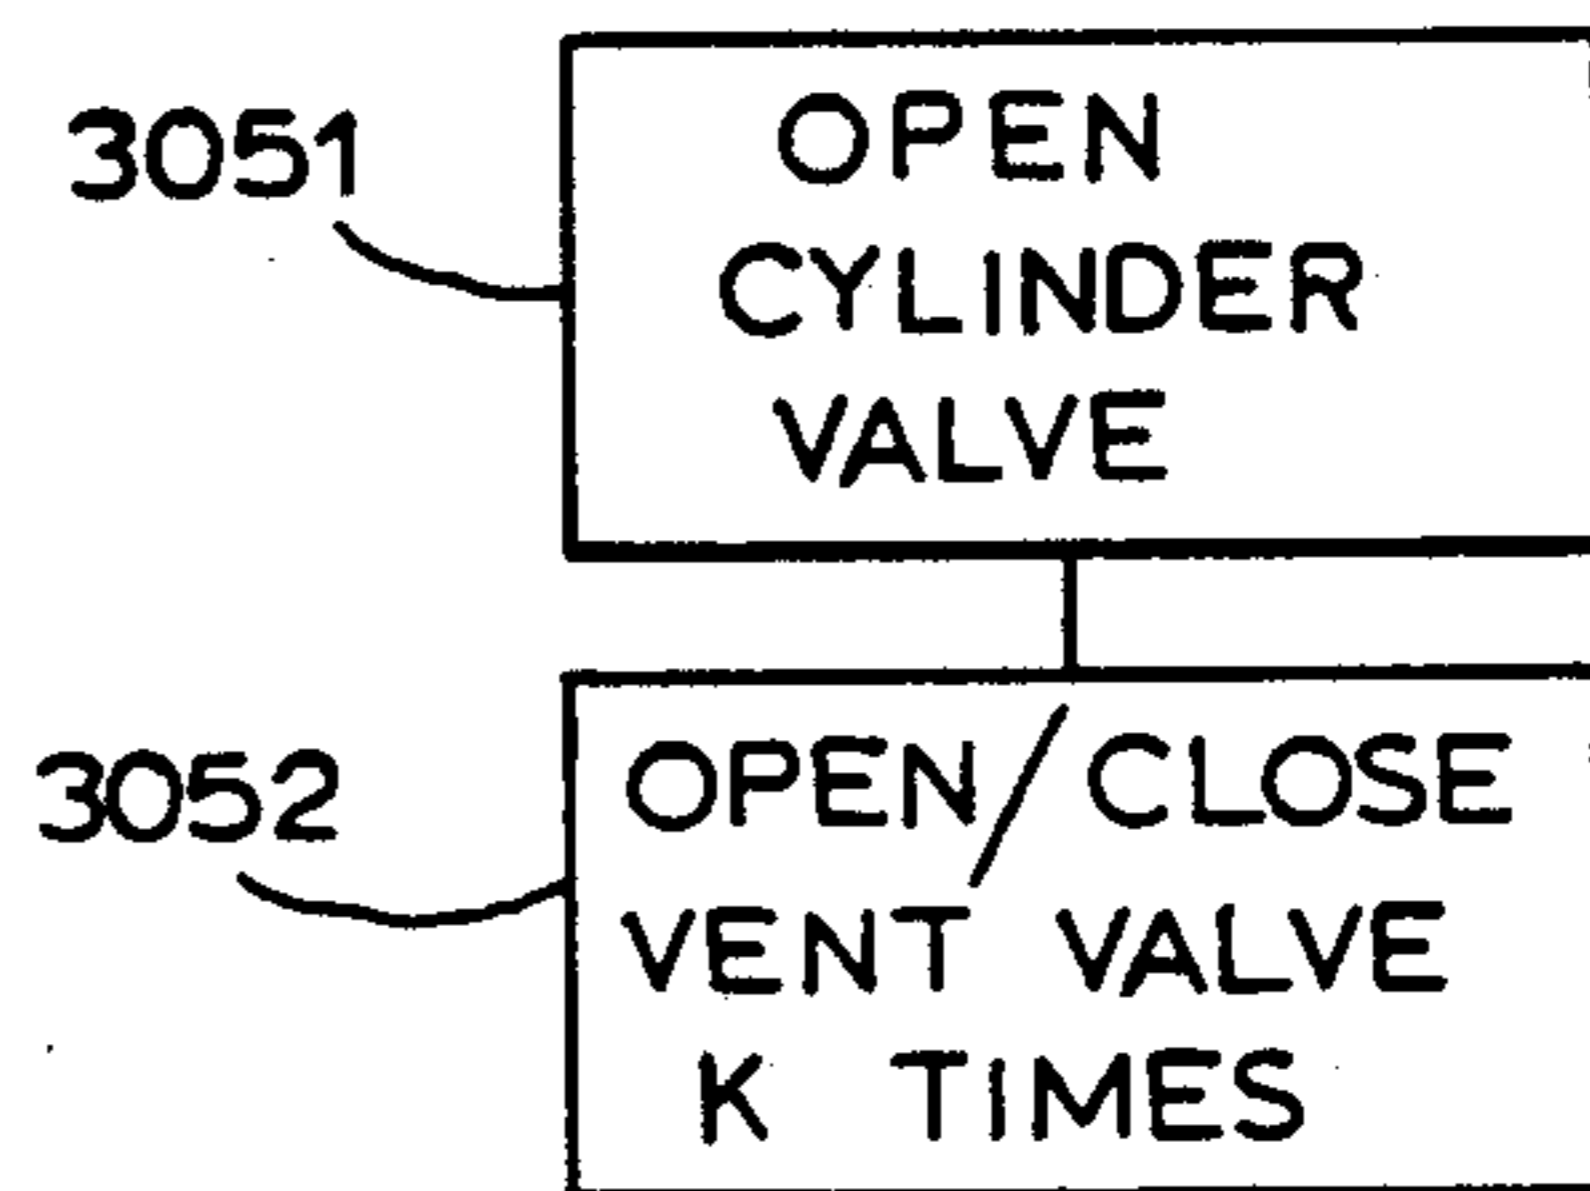 3051
OPEN
CYLINDER
VALVE
3052
OPEN/CLOSE
VENT VALVE
K TIMES